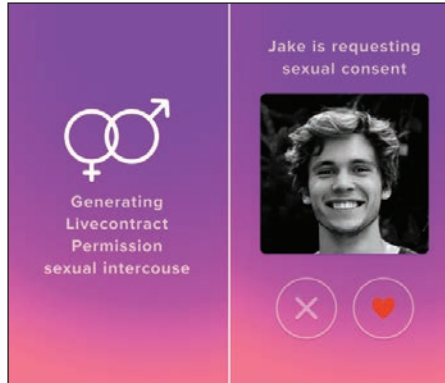 Generating
Livecontract
Permission
sexual intercouse
Jake is requesting
sexual consent